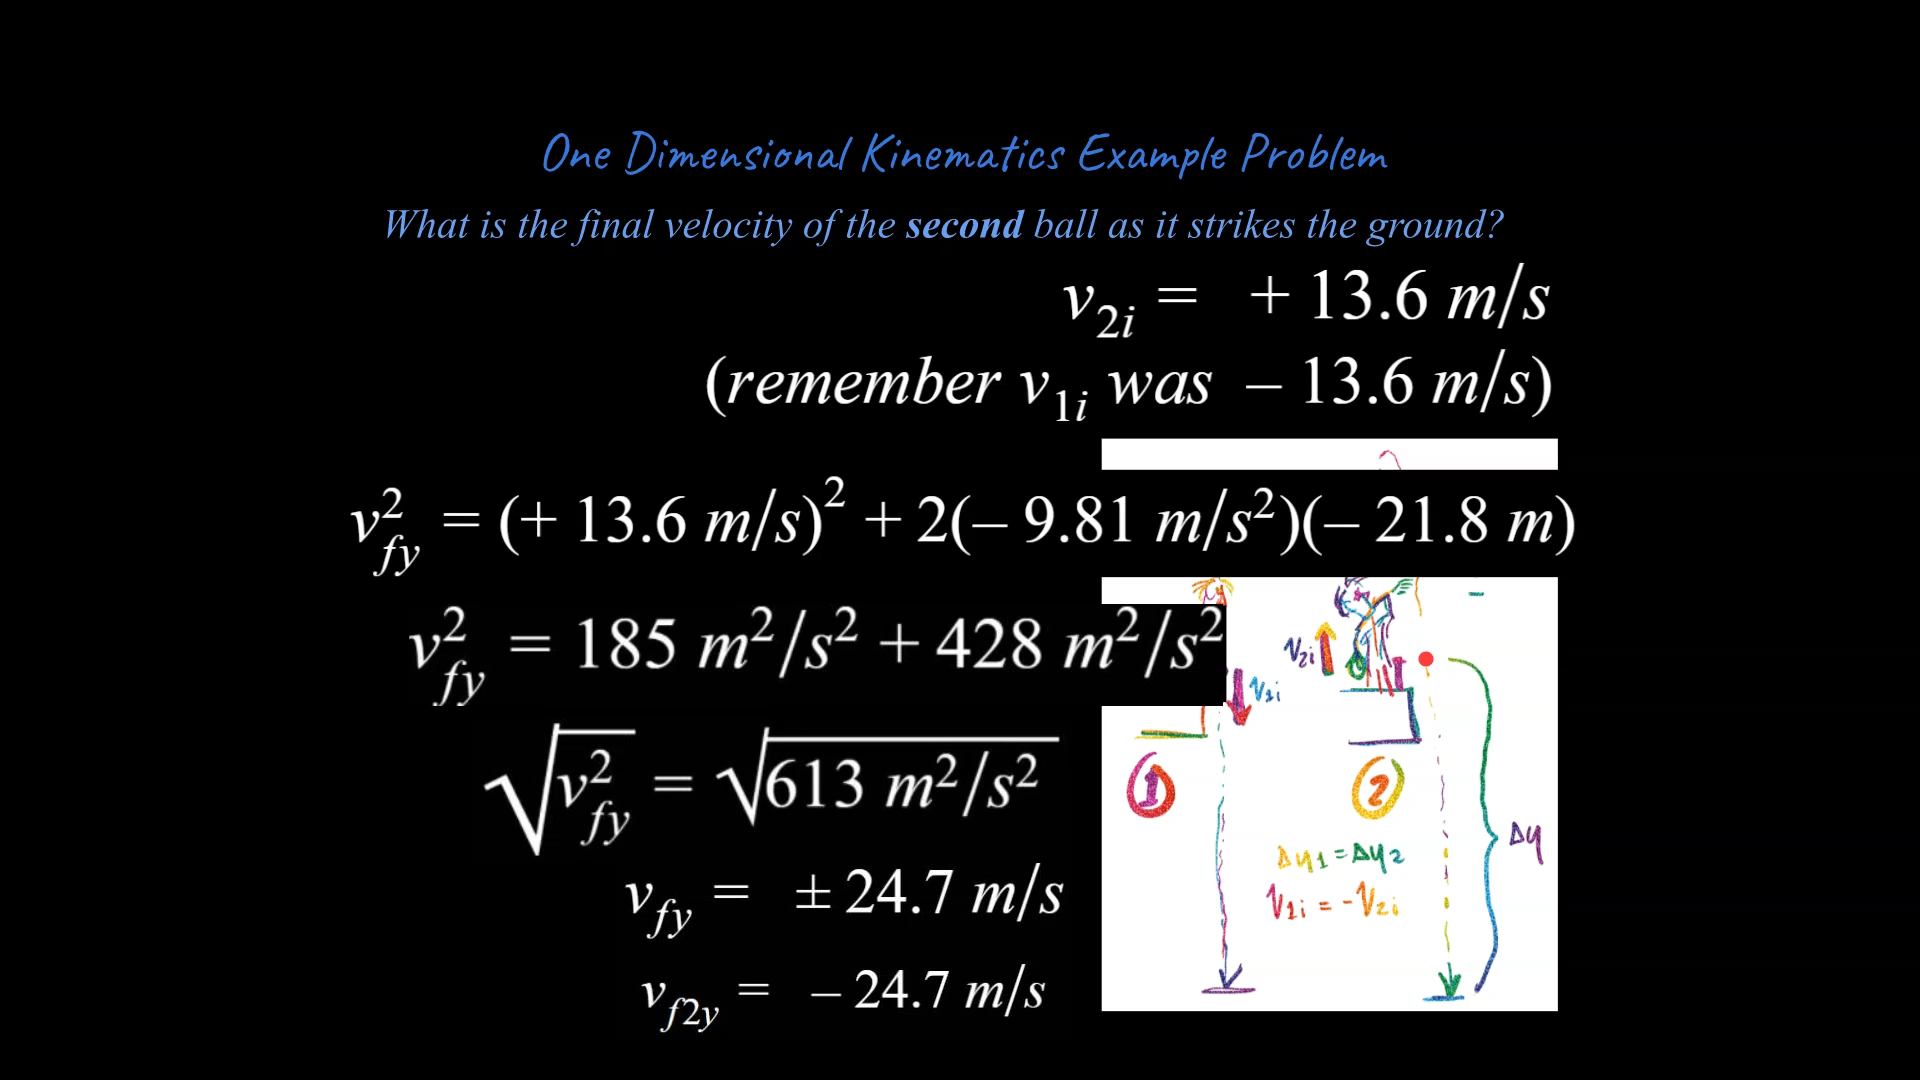 One Dimensional Kinematics Example Problem
What is the final velocity of the second ball as it strikes the ground?
v₂ᵢ = + 13.6 m/s
(remember v₁ᵢ was – 13.6 m/s)
v²fy = (+ 13.6 m/s)² + 2(– 9.81 m/s²)(– 21.8 m)
v²fy = 185 m²/s² + 428 m²/s²
√v²fy = √613 m²/s²
vfy = ± 24.7 m/s
vf2y = – 24.7 m/s
V₂ᵢ
V₁ᵢ
1
2
Δy
Δy₁ = Δy₂
V₁ᵢ = -V₂ᵢ